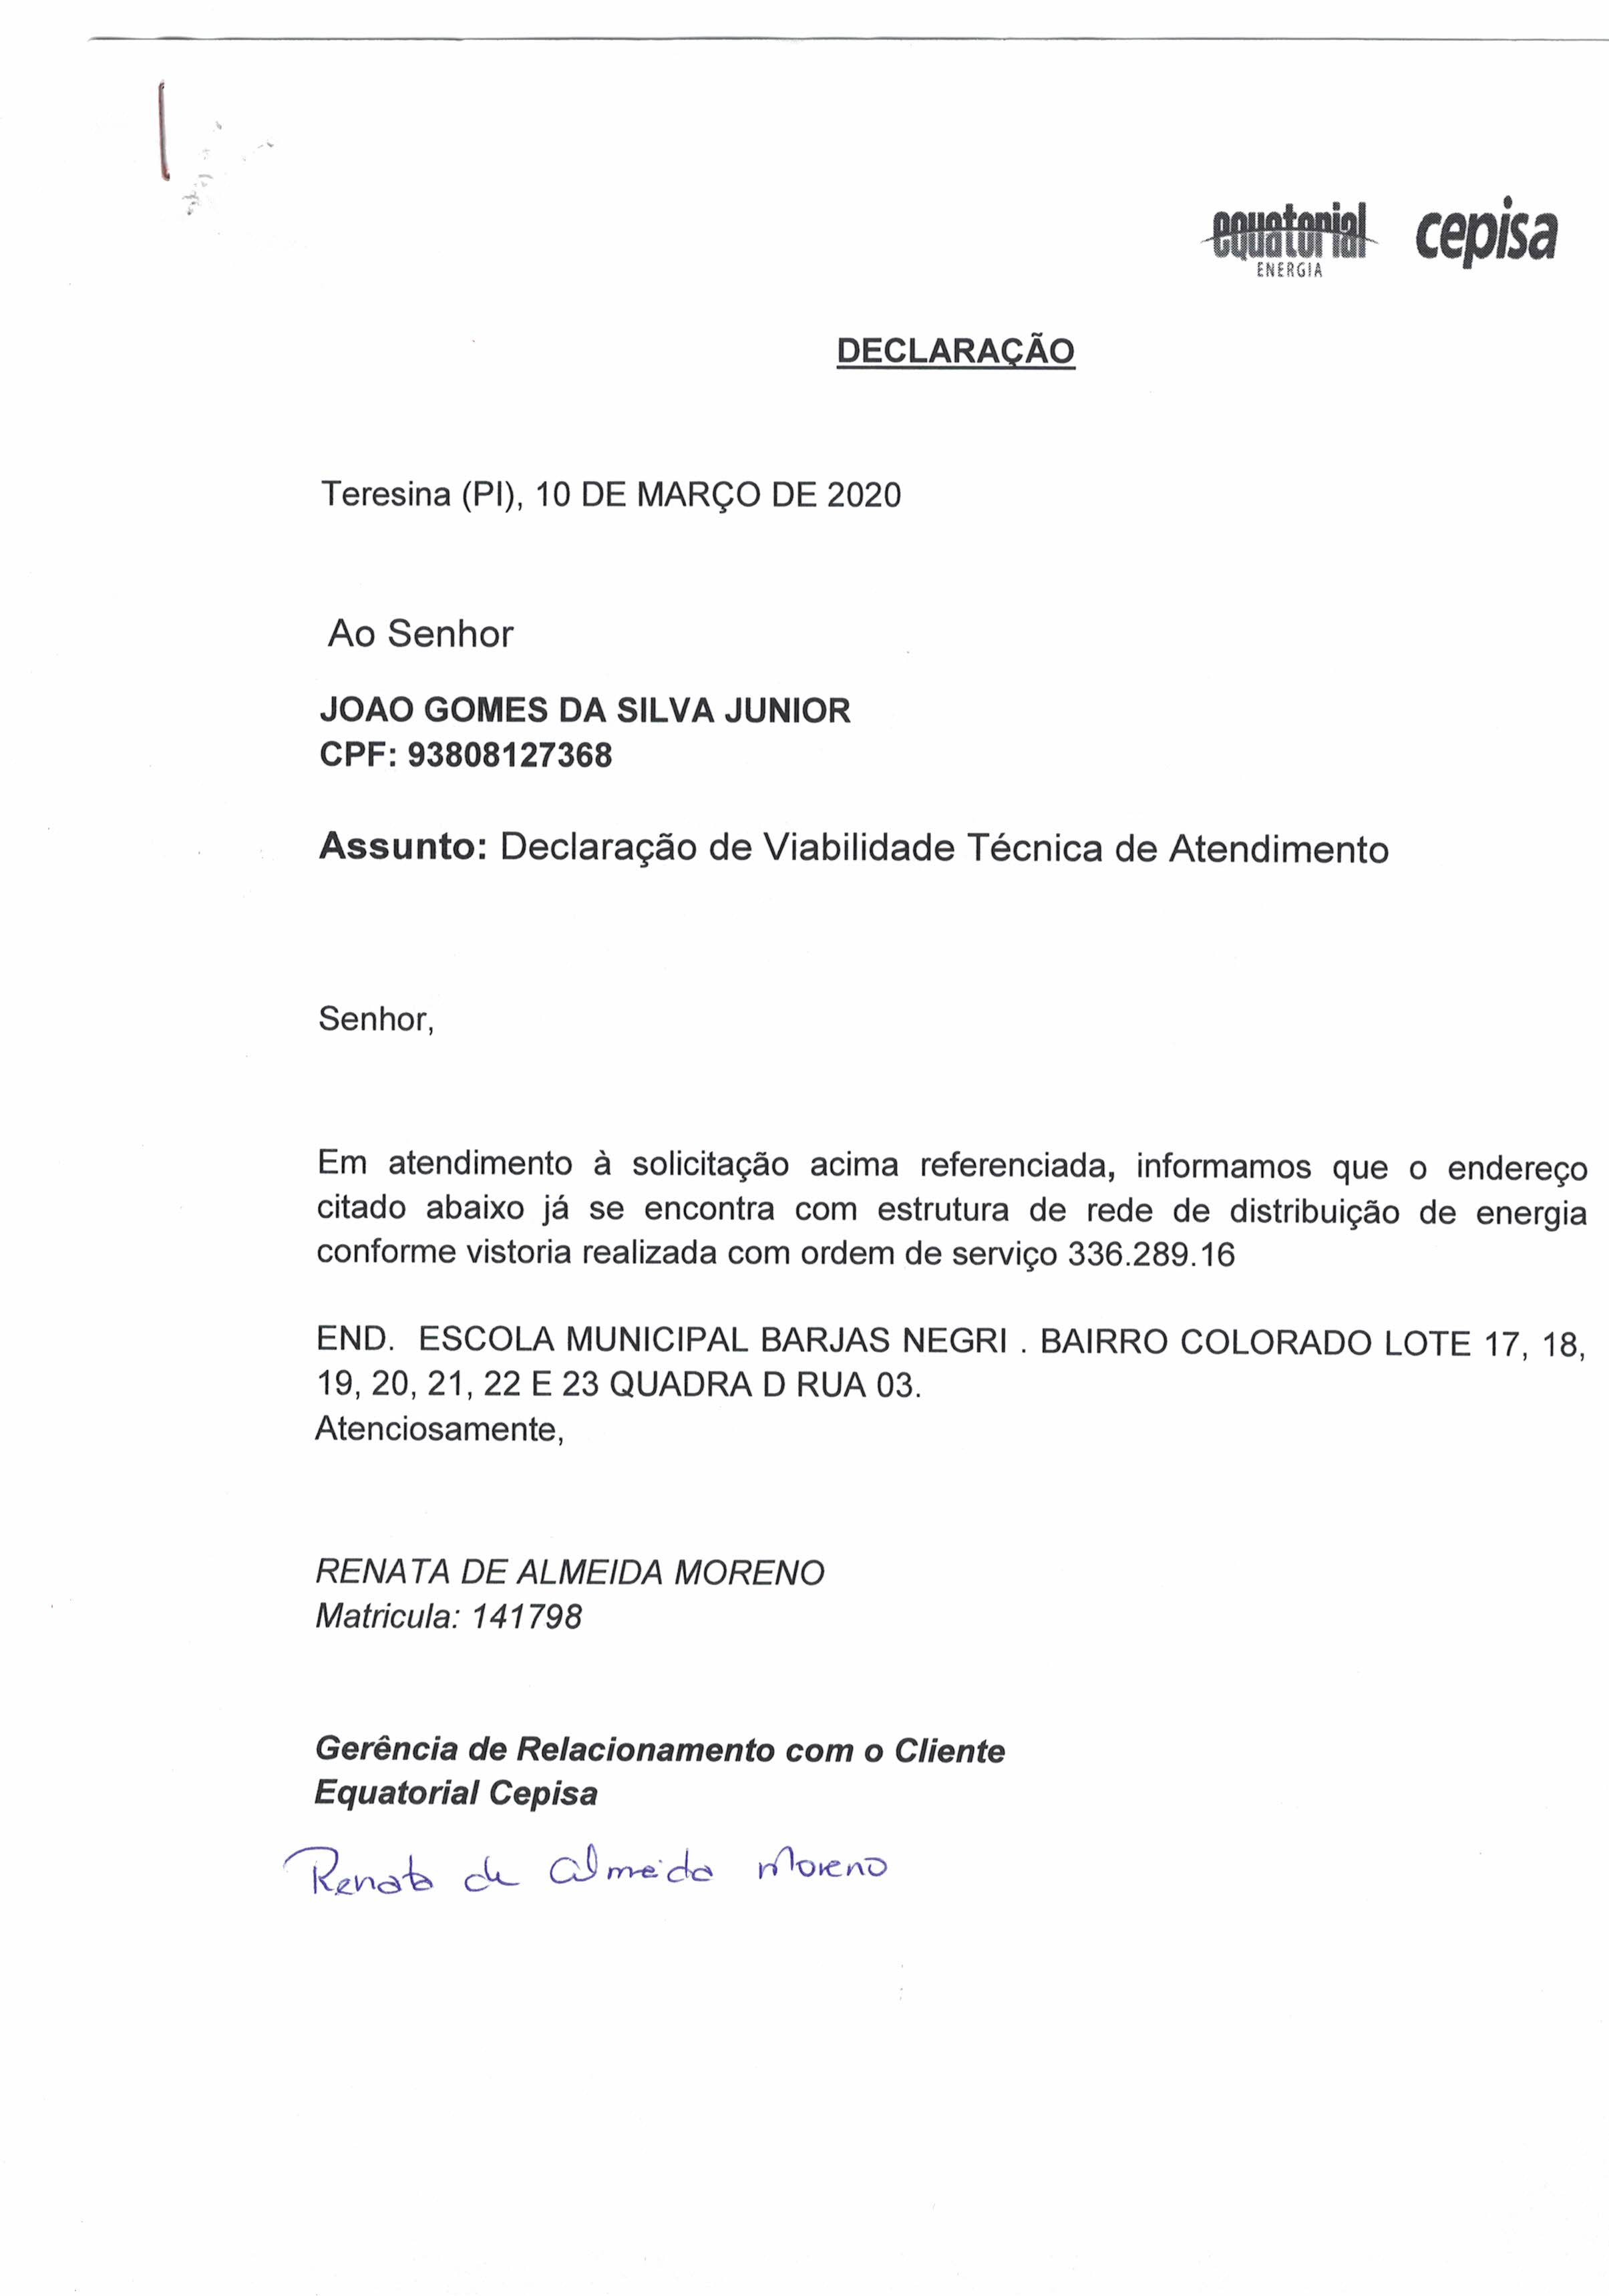 equatorial cepisa
ENERGIA
DECLARAÇÃO
Teresina (PI), 10 DE MARÇO DE 2020
Ao Senhor
JOAO GOMES DA SILVA JUNIOR
CPF: 93808127368
Assunto: Declaração de Viabilidade Técnica de Atendimento
Senhor,
Em atendimento à solicitação acima referenciada, informamos que o endereço
citado abaixo já se encontra com estrutura de rede de distribuição de energia
conforme vistoria realizada com ordem de serviço 336.289.16
END. ESCOLA MUNICIPAL BARJAS NEGRI . BAIRRO COLORADO LOTE 17, 18,
19, 20, 21, 22 E 23 QUADRA D RUA 03.
Atenciosamente,
RENATA DE ALMEIDA MORENO
Matricula: 141798
Gerência de Relacionamento com o Cliente
Equatorial Cepisa
Renata de Almeida Moreno